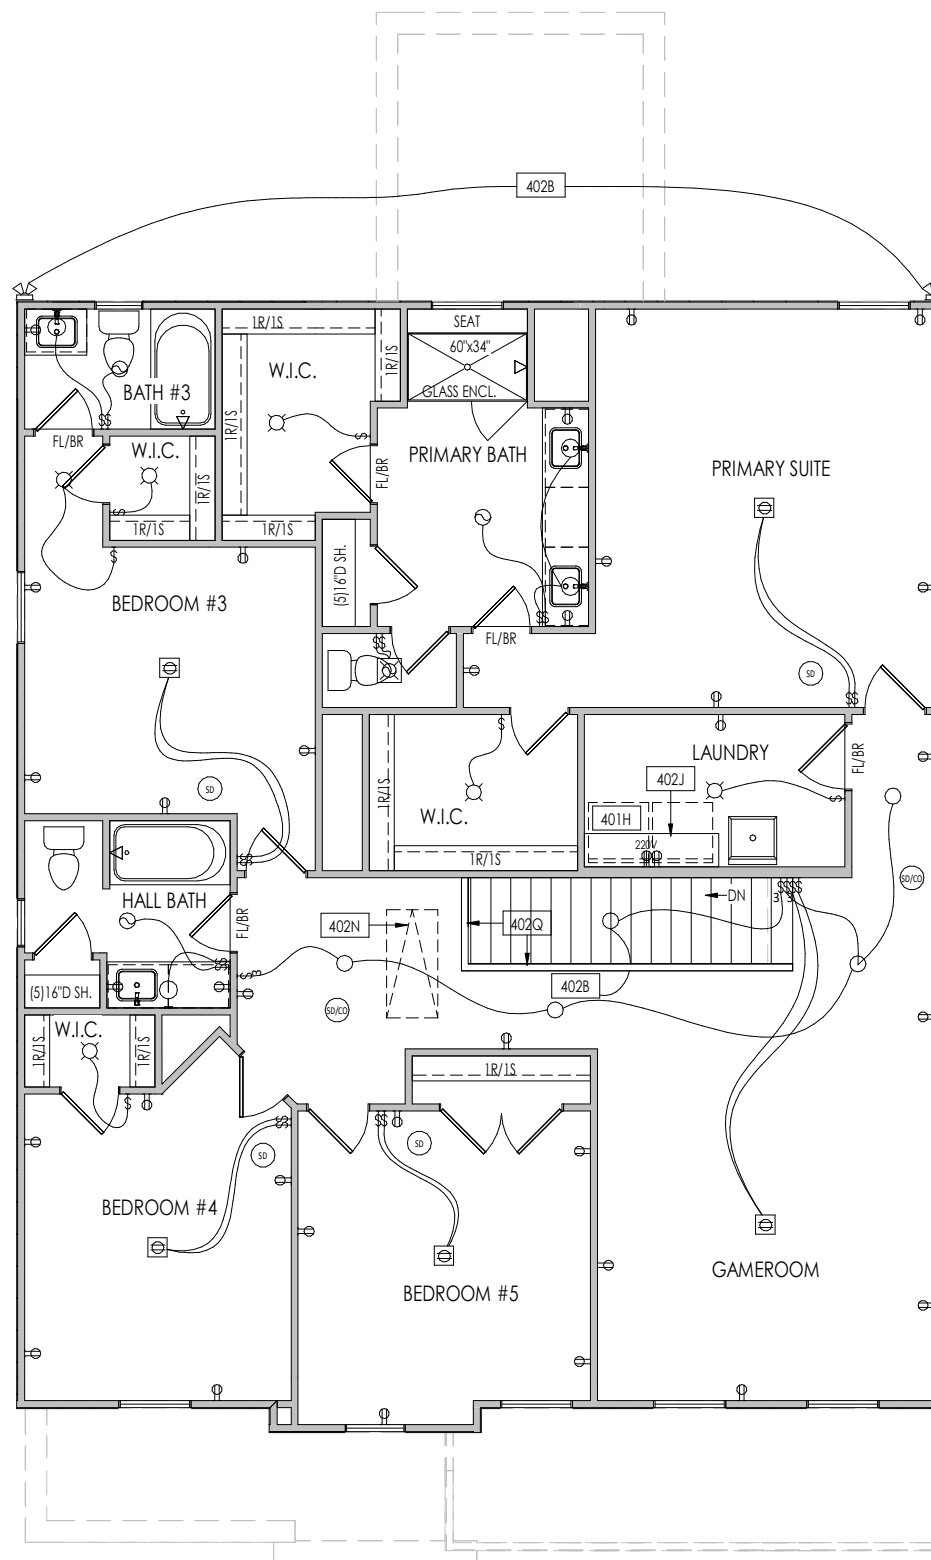 402B
SEAT
1R/1S
60"x34"
1R/1S
W.I.C.
GLASS ENCL.
BATH #3
1R/1S
FL/BR
W.I.C.
PRIMARY BATH
FL/BR
PRIMARY SUITE
1R/1S
1R/1S
1R/1S
(5)16"D SH.
BEDROOM #3
FL/BR
SD
LAUNDRY
FL/BR
402J
SD
1R/1S
W.I.C.
401H
220V
1R/1S
SD/CO
HALL BATH
FL/BR
402N
402Q
DN
3
3
3
402B
(5)16"D SH.
SD/CO
W.I.C.
1R/1S
1R/1S
1R/1S
SD
SD
BEDROOM #4
BEDROOM #5
GAMEROOM